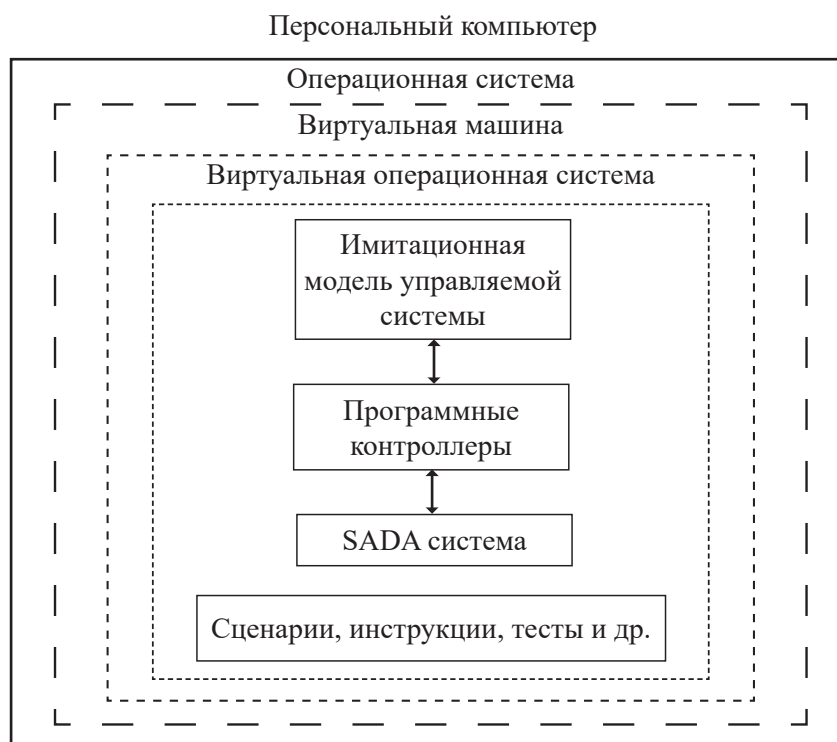 Персональный компьютер
Операционная система
Виртуальная машина
Виртуальная операционная система
Имитационная
модель управляемой
системы
Программные
контроллеры
SADA система
Сценарии, инструкции, тесты и др.